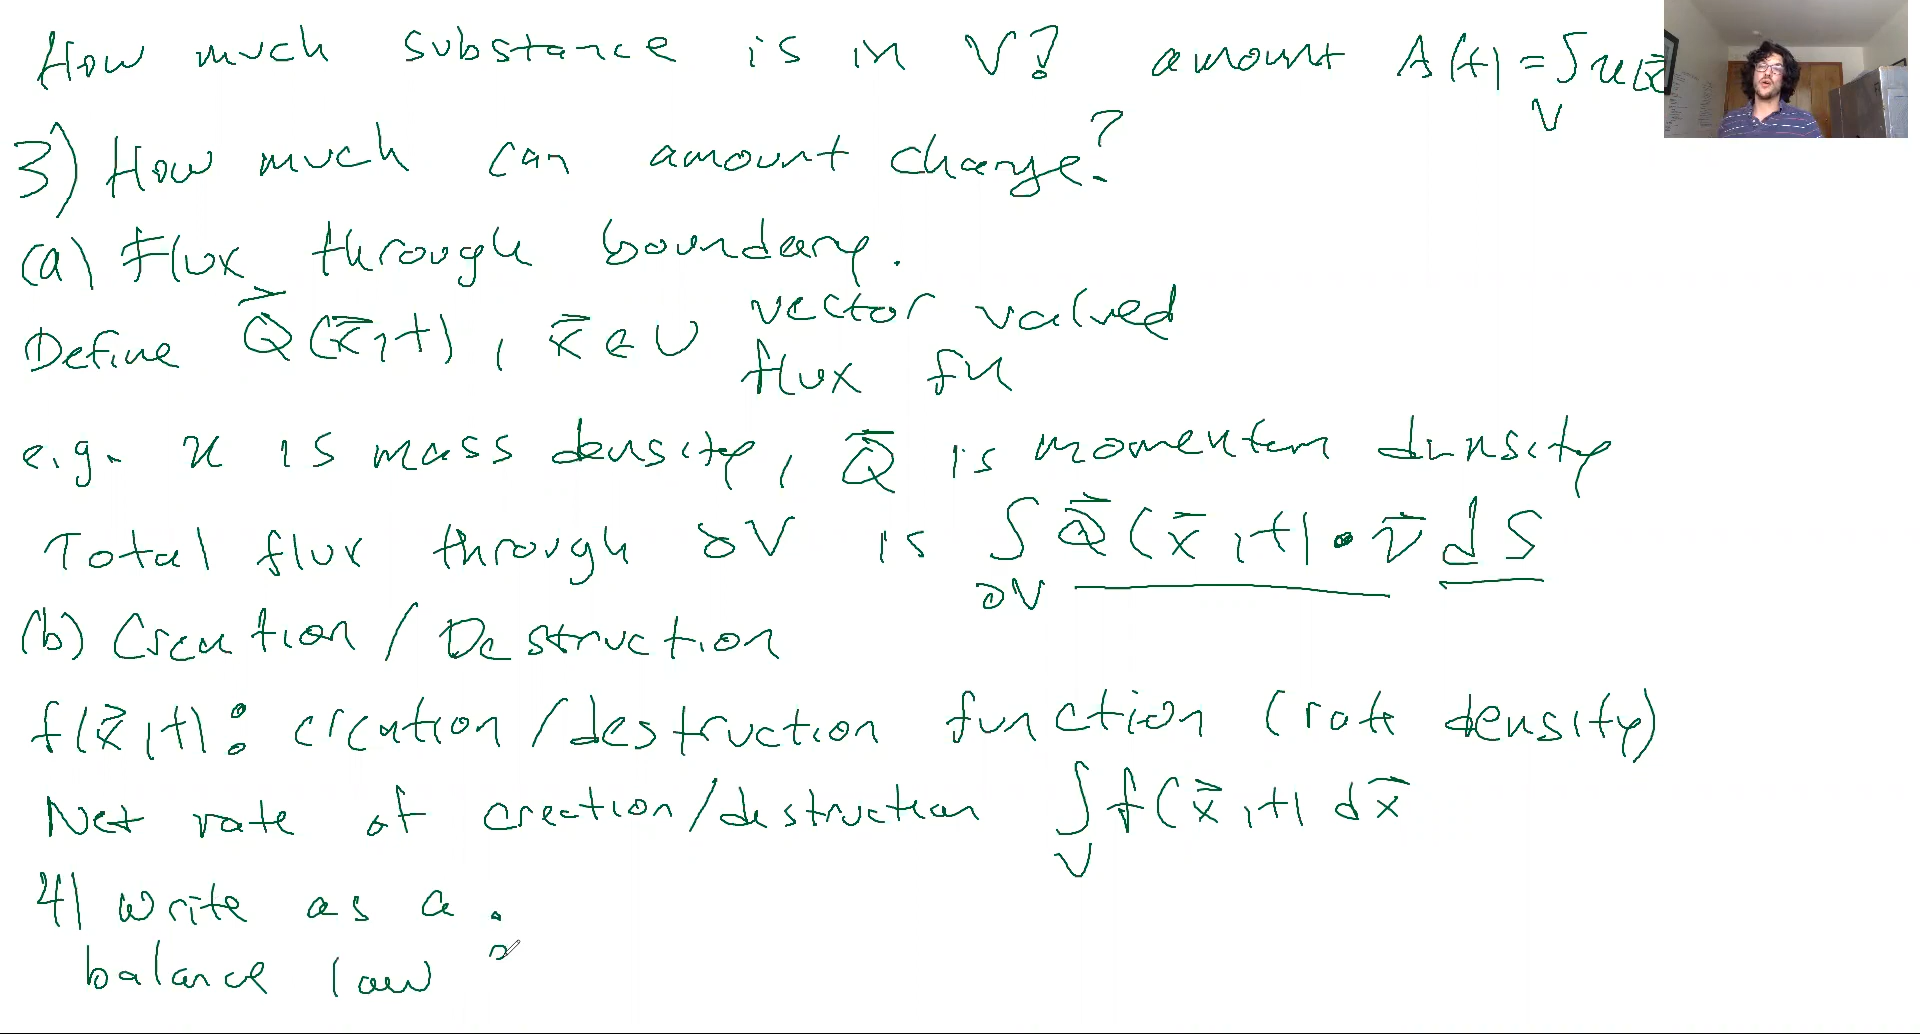 How much substance is in V? amount A(t) = ∫_V u(x⃗
3) How much can amount change?
(a) Flux through boundary.
Define Q⃗(x⃗,t), x⃗ ∈ U vector valued
flux fn
e.g. u is mass density, Q⃗ is momentum density
Total flux through ∂V is ∫_∂V Q⃗(x⃗,t) • ν⃗ dS
(b) Creation / Destruction
f(x⃗,t): creation/destruction function (rate density)
Net rate of creation/destruction ∫_V f(x⃗,t) dx⃗
4) Write as a
balance law :